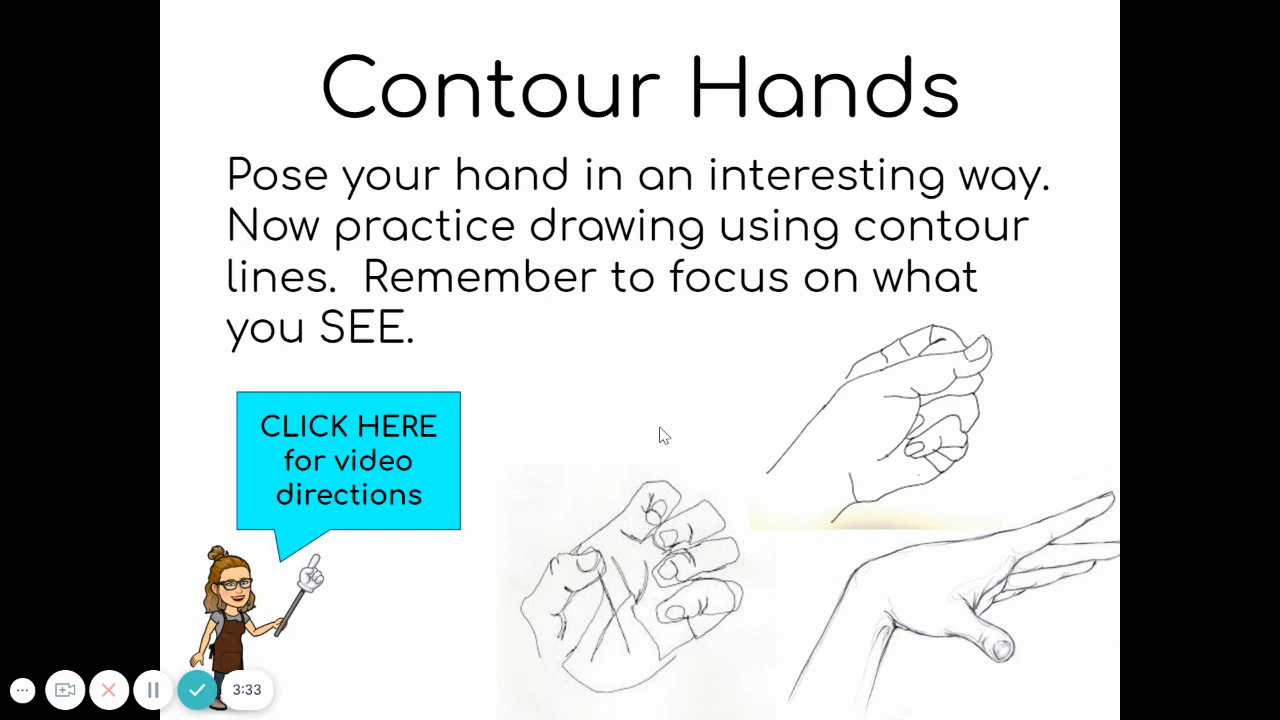 Contour Hands
Pose your hand in an interesting way.
Now practice drawing using contour
lines.  Remember to focus on what
you SEE.
CLICK HERE
for video
directions
3:33